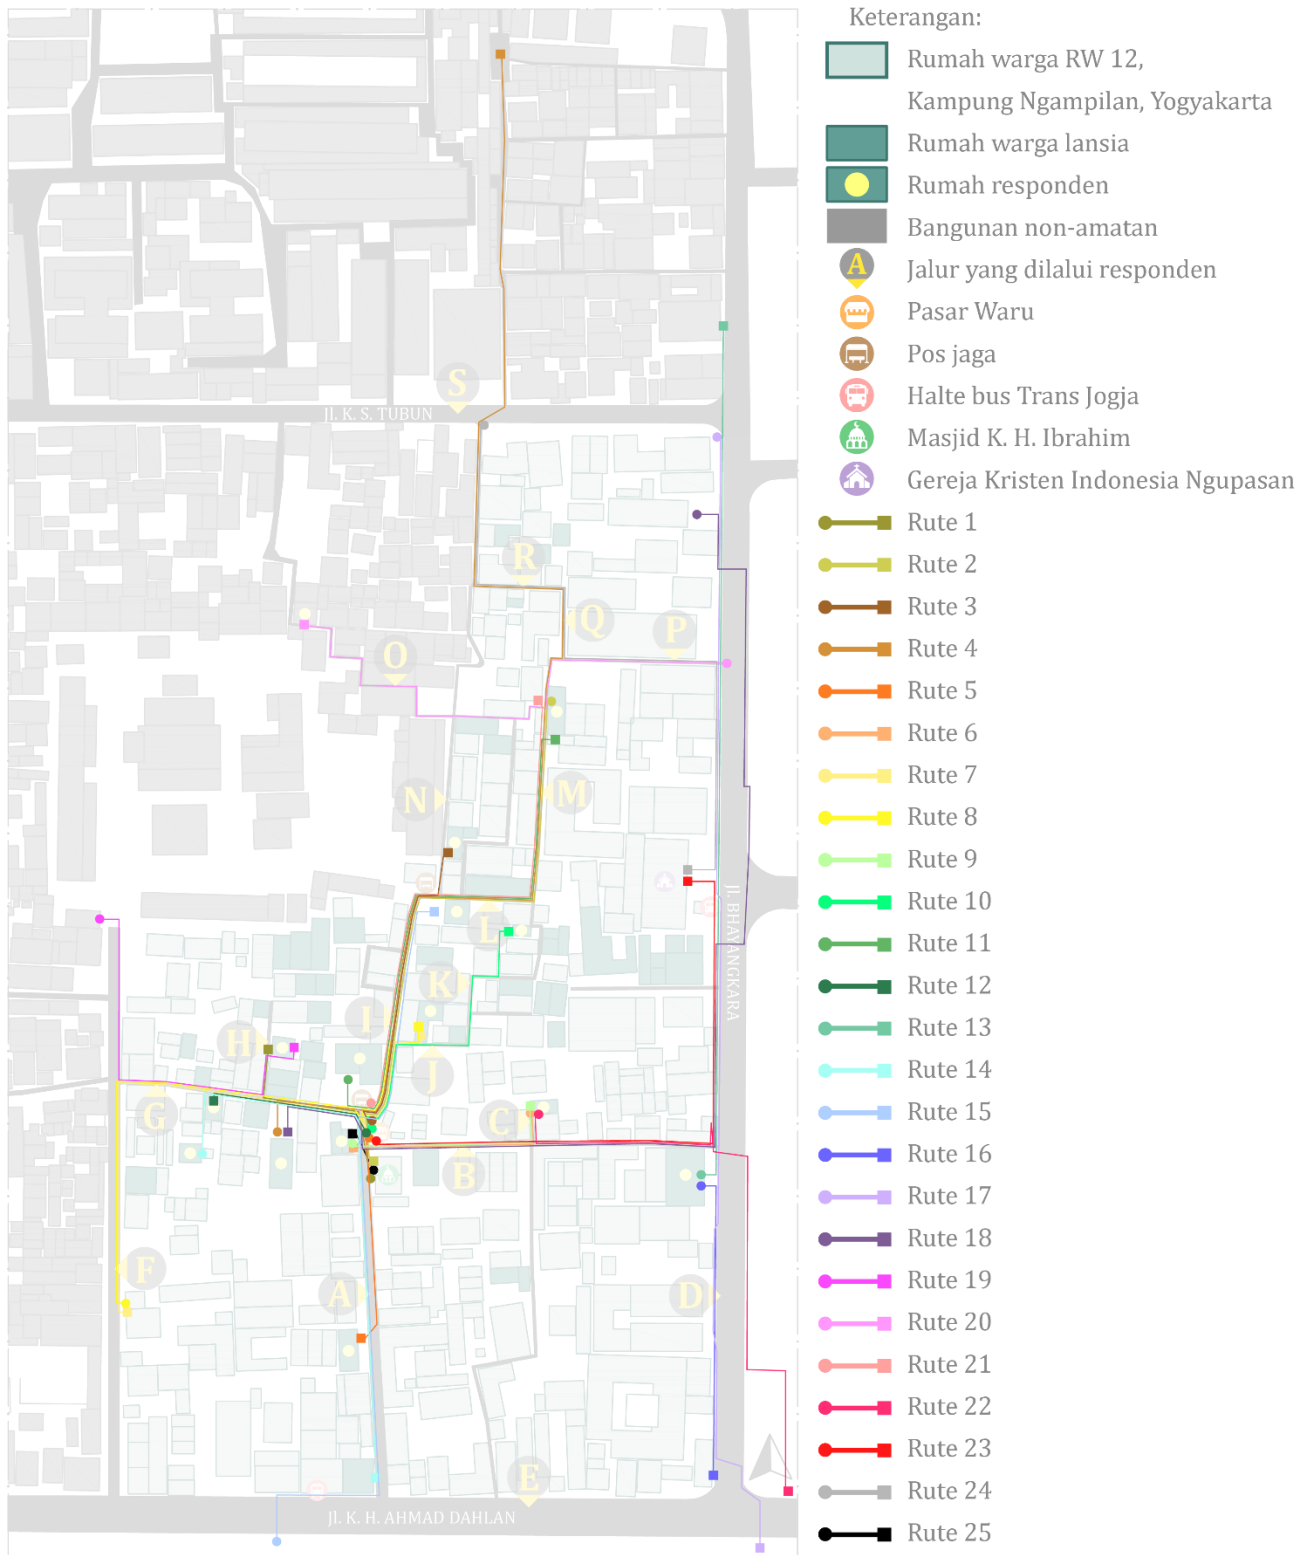 Keterangan:
Rumah warga RW 12,
Kampung Ngampilan, Yogyakarta
Rumah warga lansia
Rumah responden
Bangunan non-amatan
A
Jalur yang dilalui responden
Pasar Waru
Pos jaga
Halte bus Trans Jogja
Masjid K. H. Ibrahim
Gereja Kristen Indonesia Ngupasan
Rute 1
Rute 2
Rute 3
Rute 4
Rute 5
Rute 6
Rute 7
Rute 8
Rute 9
Rute 10
Rute 11
Rute 12
Rute 13
Rute 14
Rute 15
Rute 16
Rute 17
Rute 18
Rute 19
Rute 20
Rute 21
Rute 22
Rute 23
Rute 24
Rute 25
S
Jl. K. S. TUBUN
R
Q
P
O
N
M
L
K
I
H
J
G
C
B
F
A
D
E
Jl. BHAYANGKARA
Jl. K. H. AHMAD DAHLAN